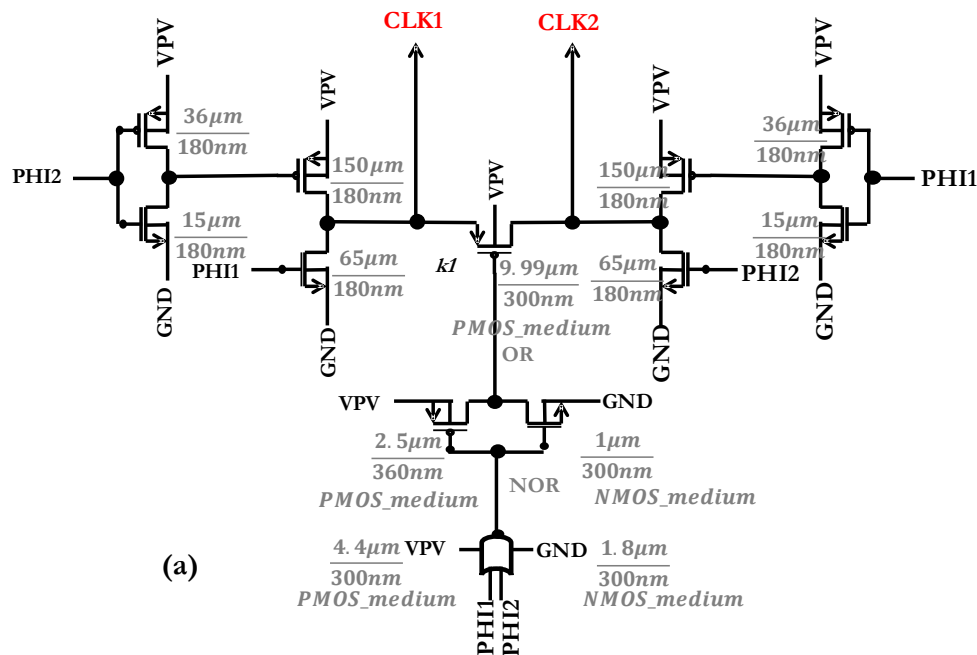 CLK1
CLK2
VPV
VPV
VPV
VPV
VPV
36μm
180nm
150μm
180nm
150μm
180nm
36μm
180nm
PHI2
PHI1
15μm
180nm
15μm
180nm
PHI1
65μm
180nm
k1
9.99μm
300nm
65μm
180nm
PHI2
GND
GND
GND
GND
PMOS_medium
OR
VPV
GND
2.5μm
360nm
PMOS_medium
NOR
1μm
300nm
NMOS_medium
(a)
4.4μm
300nm
PMOS_medium
VPV
GND
1.8μm
300nm
NMOS_medium
PHI1
PHI2